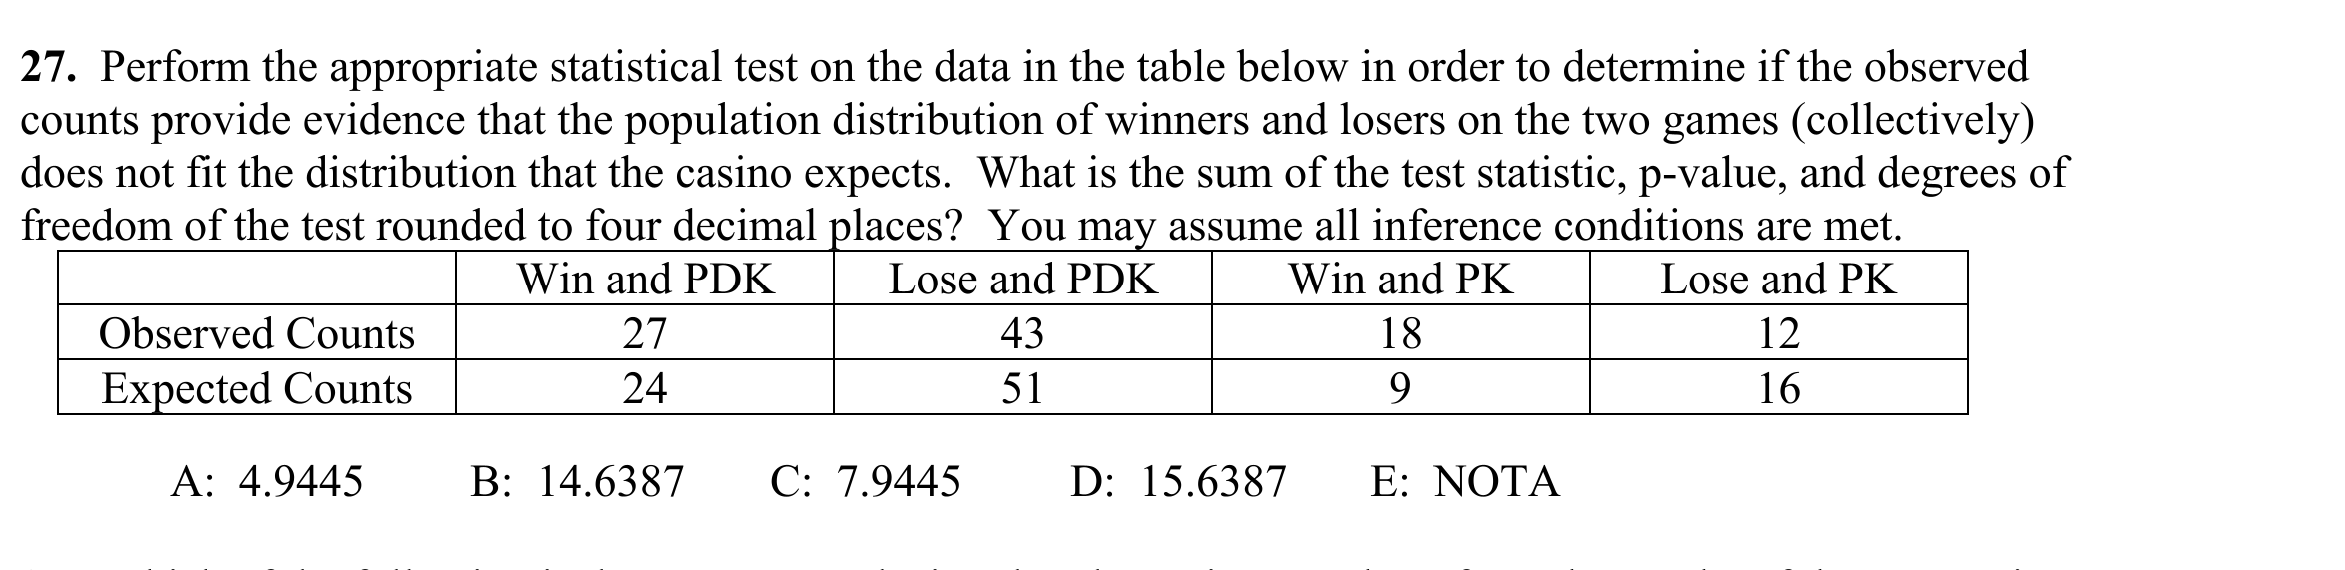 27. Perform the appropriate statistical test on the data in the table below in order to determine if the observed
counts provide evidence that the population distribution of winners and losers on the two games (collectively)
does not fit the distribution that the casino expects. What is the sum of the test statistic, p-value, and degrees of
freedom of the test rounded to four decimal places? You may assume all inference conditions are met.
Win and PDK Lose and PDK Win and PK Lose and PK
Observed Counts 27 43 18 12
Expected Counts 24 51 9 16
A: 4.9445 B: 14.6387 C: 7.9445 D: 15.6387 E: NOTA